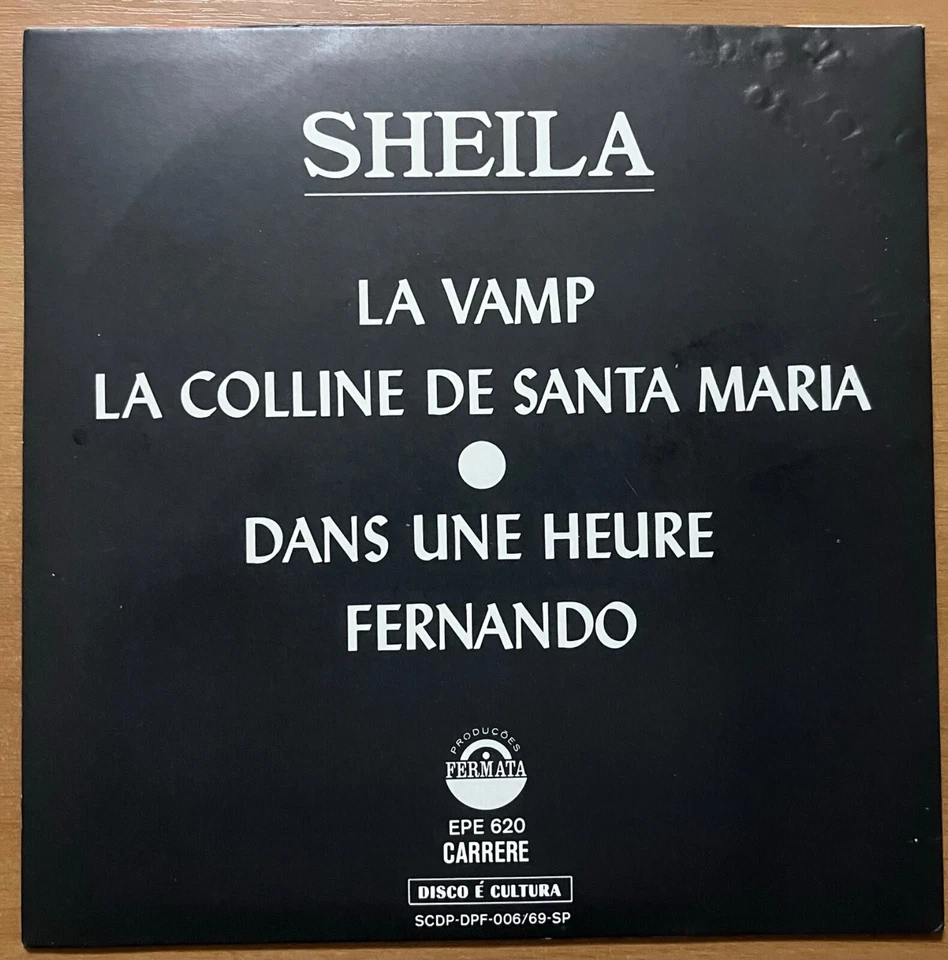 SHEILA
LA VAMP
LA COLLINE DE SANTA MARIA
DANS UNE HEURE
FERNANDO
PRODUCÕES
FERMATA
EPE 620
CARRERE
DISCO É CULTURA
SCDP-DPF-006/69-SP